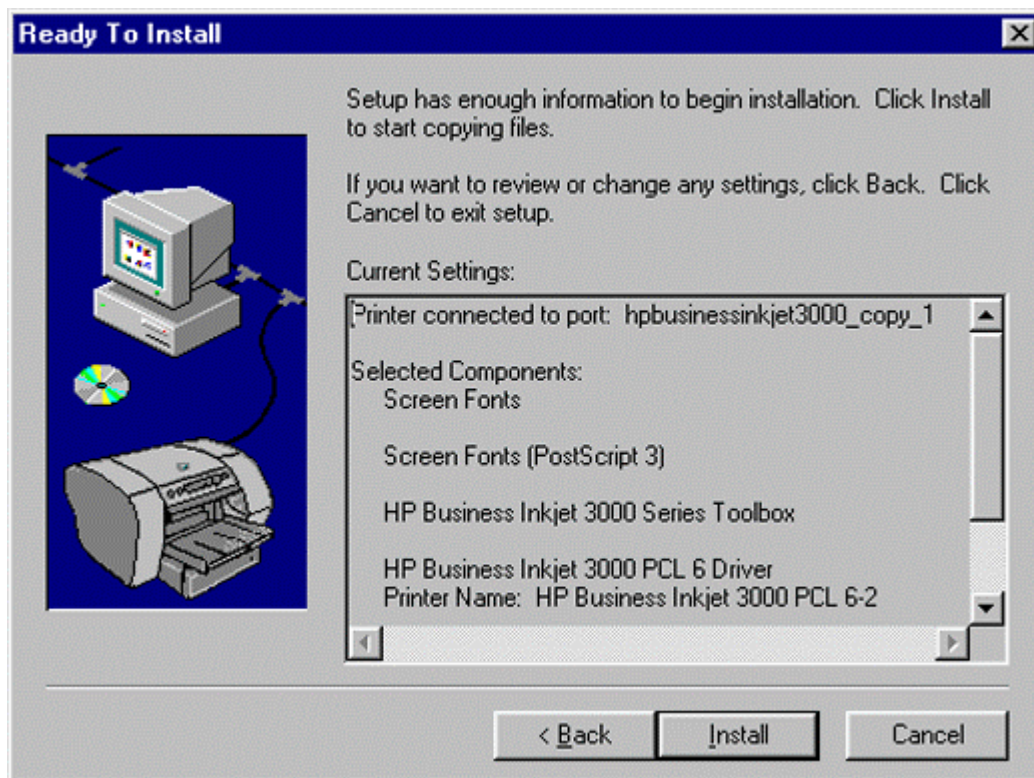 Ready To Install
Setup has enough information to begin installation.  Click Install
to start copying files.
If you want to review or change any settings, click Back.  Click
Cancel to exit setup.
Current Settings:
Printer connected to port:  hpbusinessinkjet3000_copy_1
Selected Components:
Screen Fonts
Screen Fonts (PostScript 3)
HP Business Inkjet 3000 Series Toolbox
HP Business Inkjet 3000 PCL 6 Driver
Printer Name:  HP Business Inkjet 3000 PCL 6-2
< Back
Install
Cancel